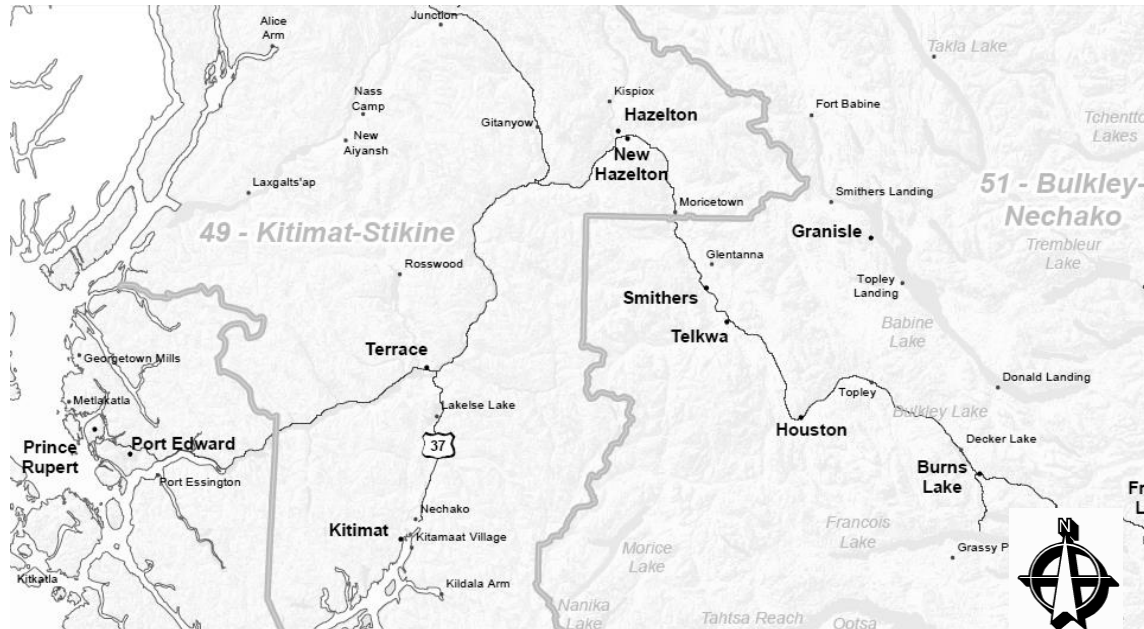 Junction
Alice
Arm
Takla Lake
Nass
Camp
Kispiox
Fort Babine
Hazelton
Tchentto
Lakes
Gitanyow
New
Aiyansh
New
Hazelton
Laxgalts'ap
Smithers Landing
51 - Bulkley-
Nechako
Moricetown
49 - Kitimat-Stikine
Granisle
Trembleur
Lake
Glentanna
Rosswood
Topley
Landing
Smithers
Babine
Lake
Telkwa
Georgetown Mills
Terrace
Donald Landing
Topley
Metlakatla
Lakelse Lake
Bulkley Lake
Houston
Prince
Rupert
Port Edward
37
Decker Lake
Burns
Lake
Port Essington
Nechako
Kitimat
Kitamaat Village
Francois
Lake
N
Grassy P
Morice
Lake
Kitkatla
Kildala Arm
Nanika
Lake
Tahtsa Reach
Ootsa
Lake